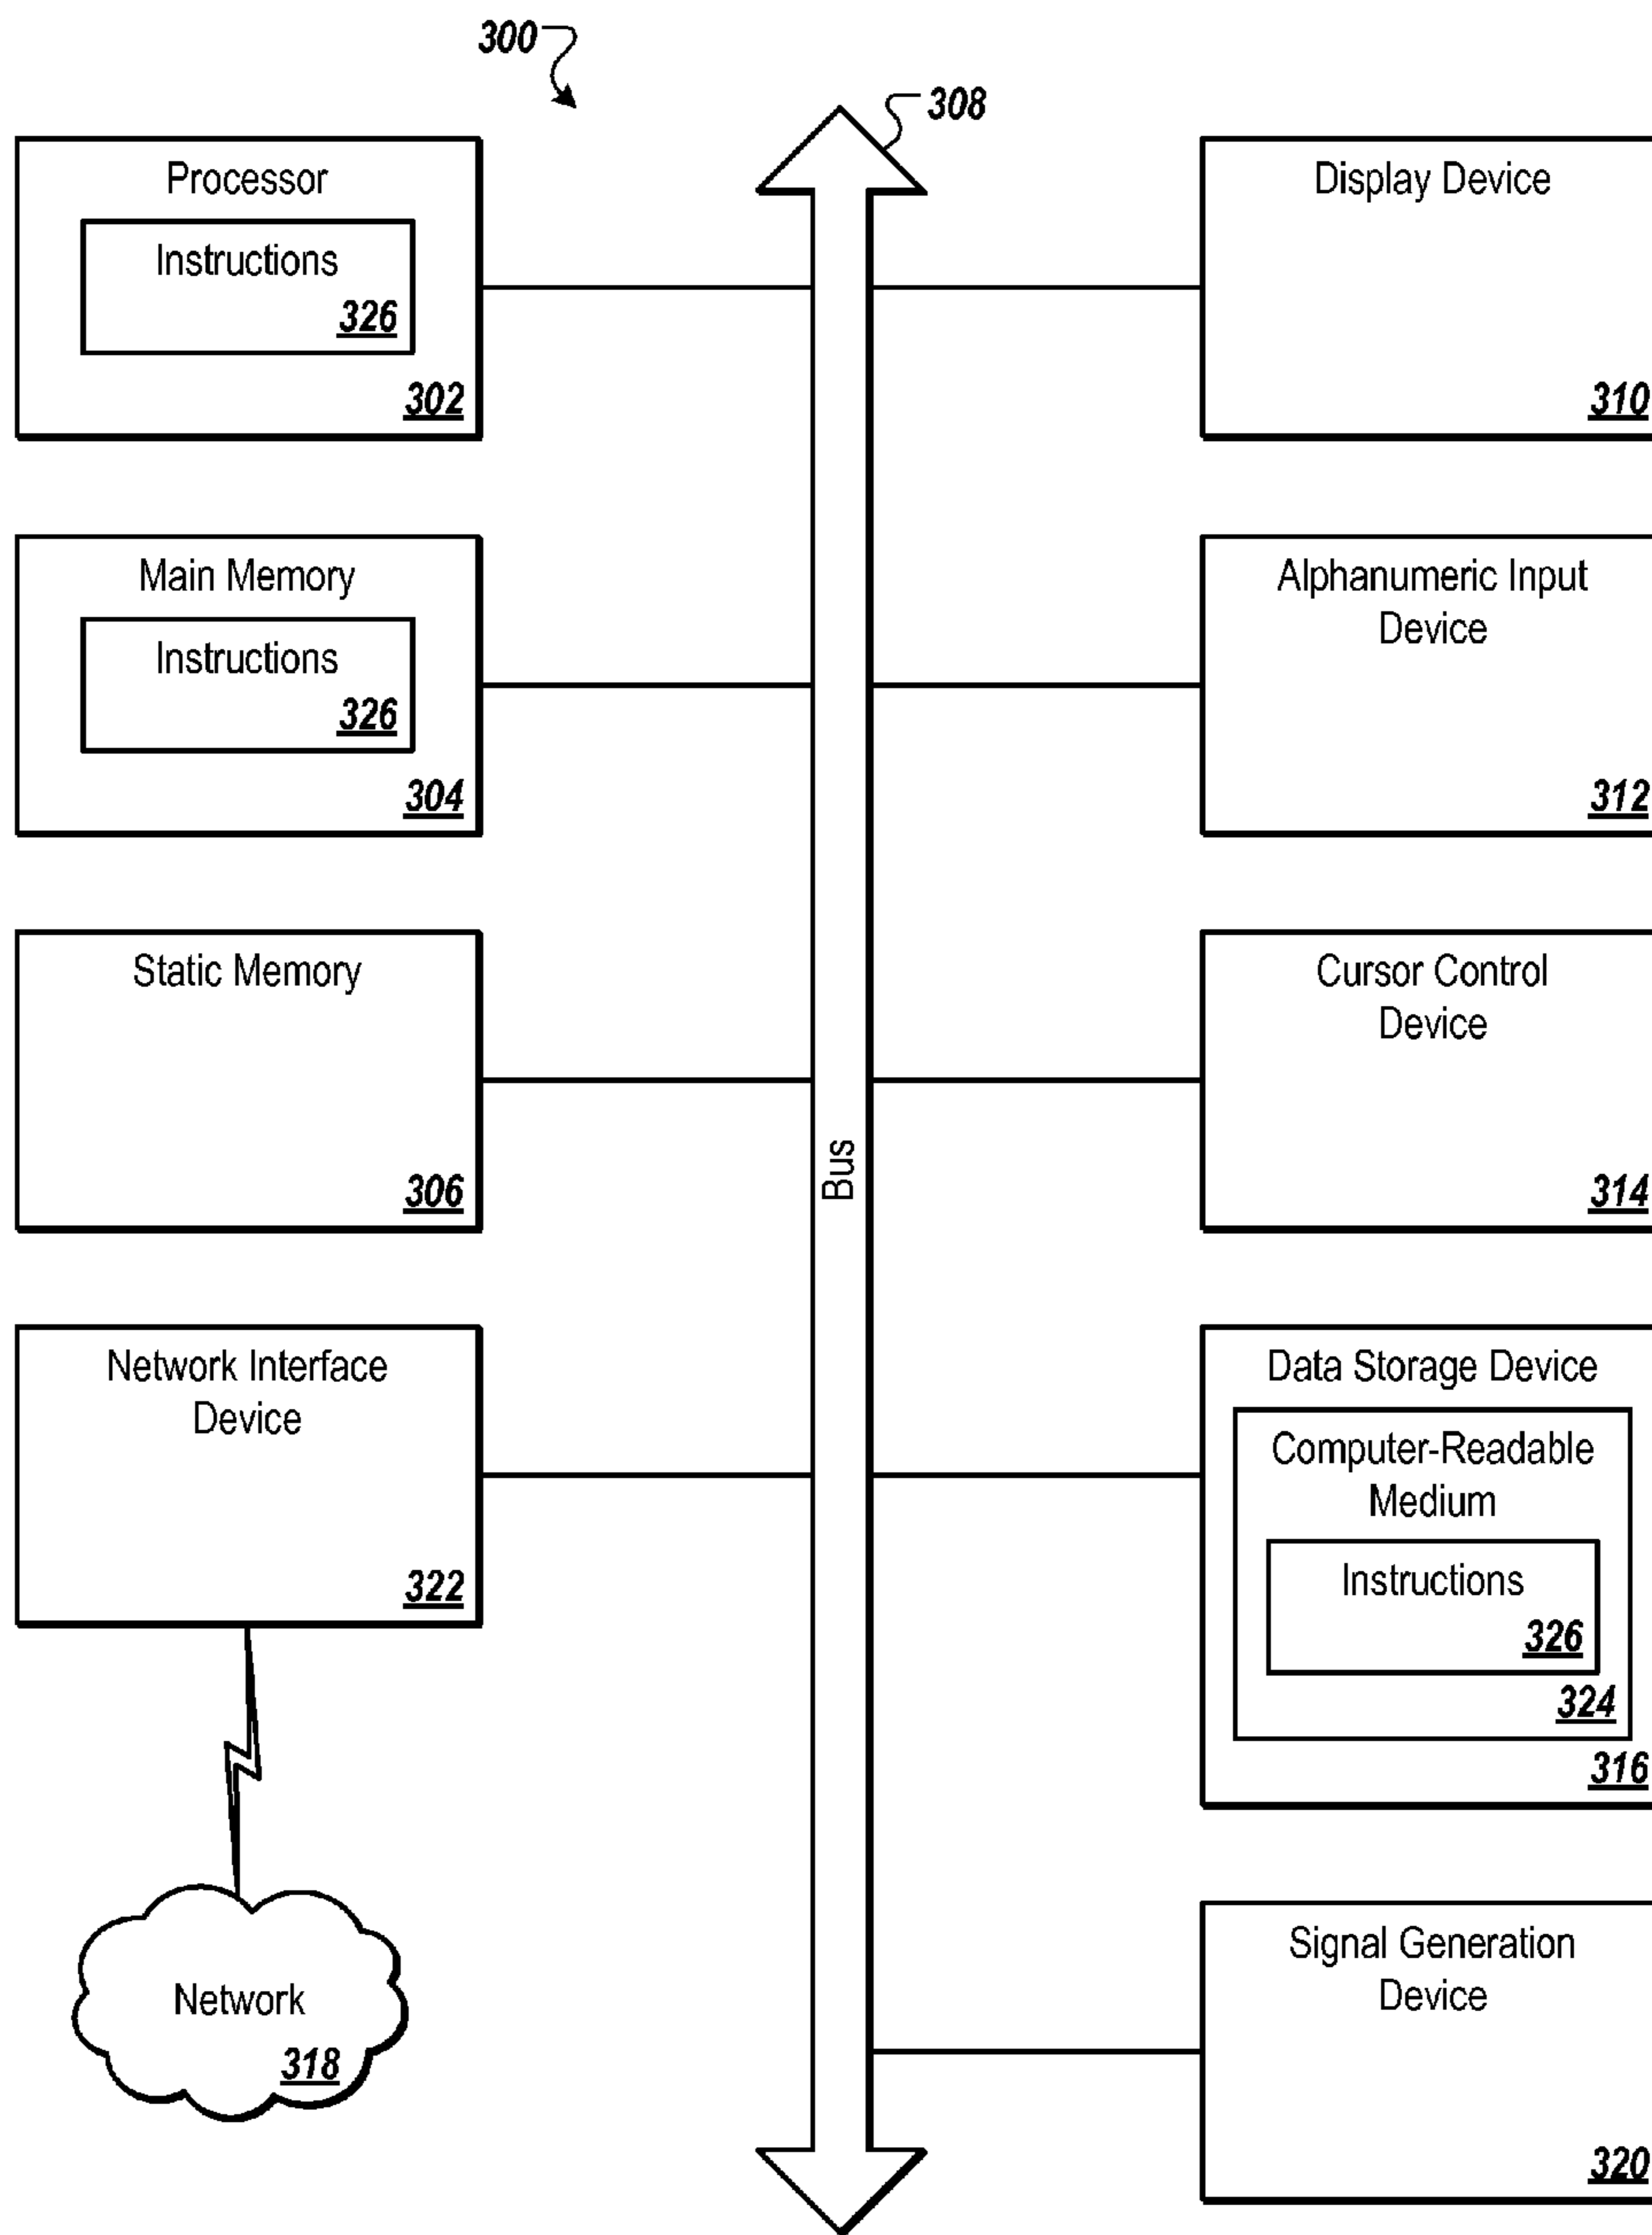 300
308
Processor
Instructions
326
302
Display Device
310
Main Memory
Instructions
326
304
Alphanumeric Input
Device
312
Static Memory
306
Cursor Control
Device
314
Bus
Network Interface
Device
322
Data Storage Device
Computer-Readable
Medium
Instructions
326
324
316
Network
318
Signal Generation
Device
320